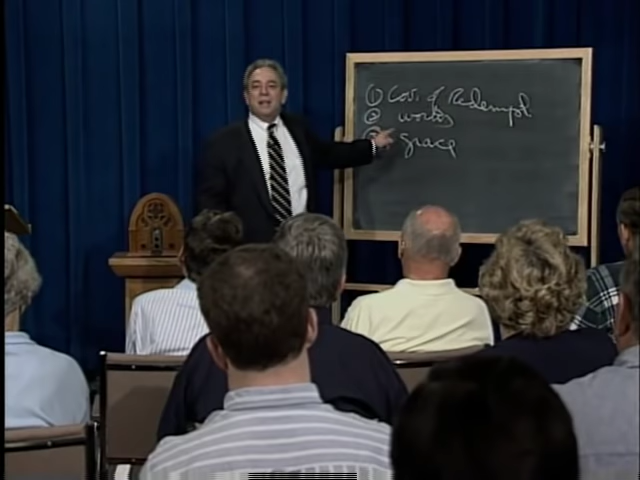 ① Cov. of Redempt.
② works
③ grace